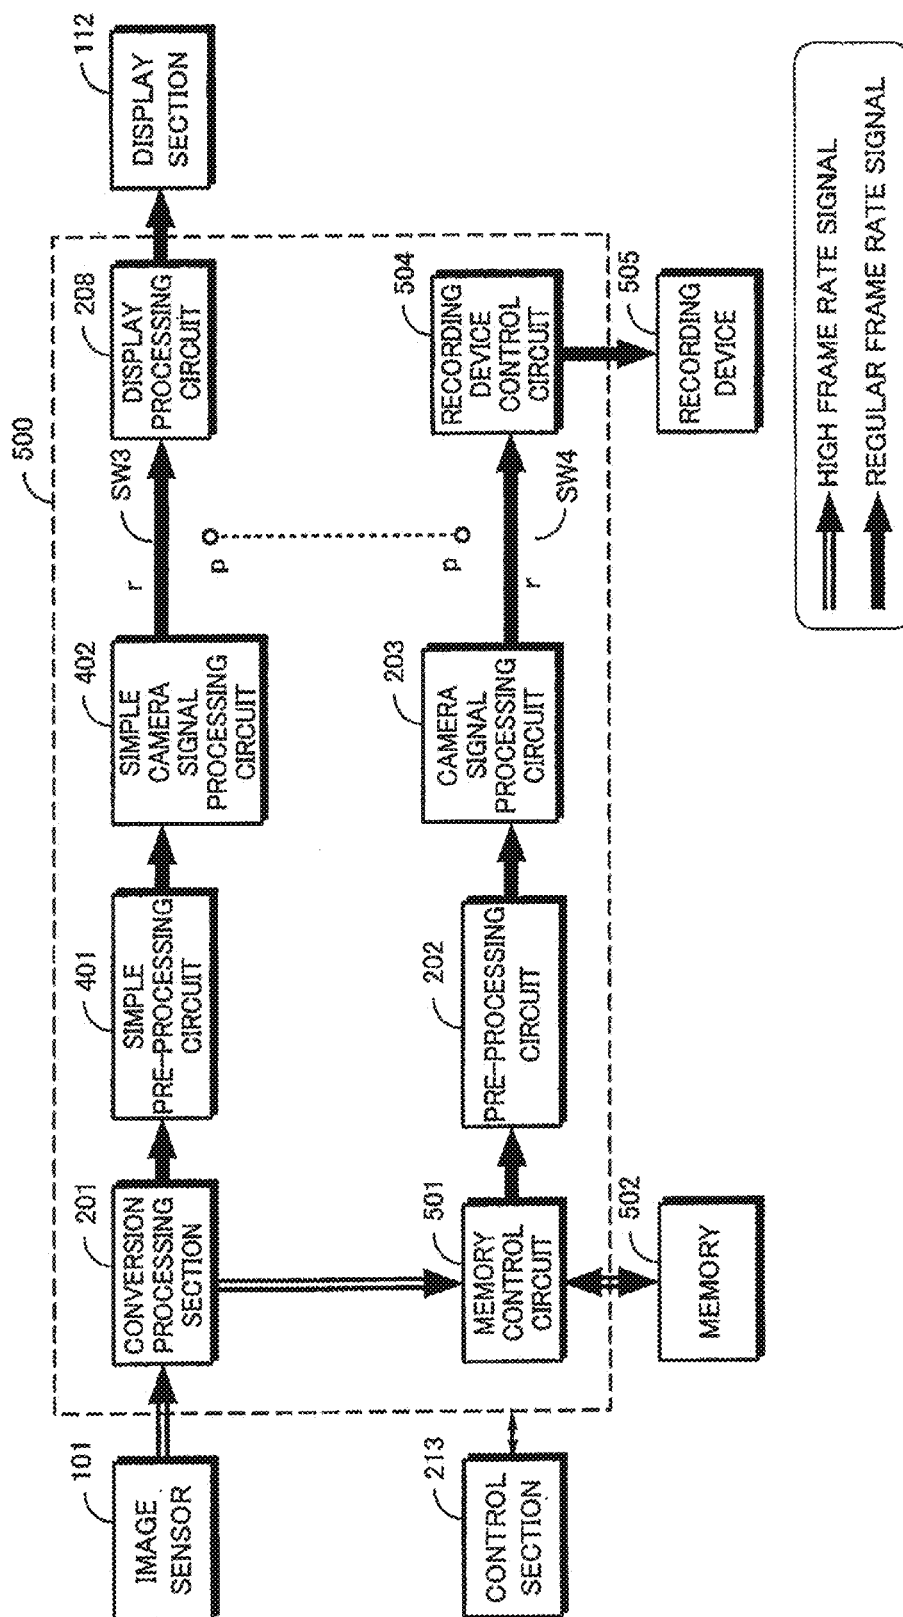 101
IMAGE
SENSOR
201
CONVERSION
PROCESSING
SECTION
401
SIMPLE
PRE-PROCESSING
CIRCUIT
402
SIMPLE
CAMERA
SIGNAL
PROCESSING
CIRCUIT
r
SW3
500
208
DISPLAY
PROCESSING
CIRCUIT
112
DISPLAY
SECTION
p
p
213
CONTROL
SECTION
501
MEMORY
CONTROL
CIRCUIT
502
MEMORY
202
PRE-PROCESSING
CIRCUIT
203
CAMERA
SIGNAL
PROCESSING
CIRCUIT
r
SW4
504
RECORDING
DEVICE
CONTROL
CIRCUIT
505
RECORDING
DEVICE
HIGH FRAME RATE SIGNAL
REGULAR FRAME RATE SIGNAL